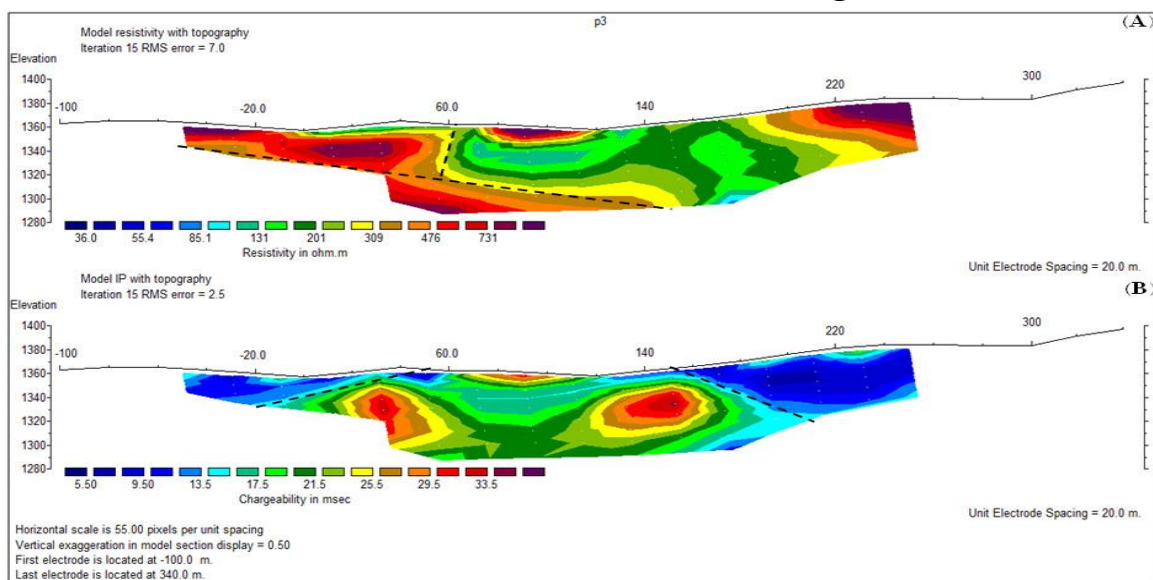 p3
(A)
Model resistivity with topography
Iteration 15 RMS error = 7.0
Elevation
1400
1380
1360
1340
1320
1300
1280
-100 -20.0 60.0 140 220 300
36.0 55.4 85.1 131 201 309 476 731
Resistivity in ohm.m
Unit Electrode Spacing = 20.0 m.
Model IP with topography
Iteration 15 RMS error = 2.5
(B)
Elevation
1400
1380
1360
1340
1320
1300
1280
-100 -20.0 60.0 140 220 300
5.50 9.50 13.5 17.5 21.5 25.5 29.5 33.5
Chargeability in msec
Unit Electrode Spacing = 20.0 m.
Horizontal scale is 55.00 pixels per unit spacing
Vertical exaggeration in model section display = 0.50
First electrode is located at -100.0 m.
Last electrode is located at 340.0 m.